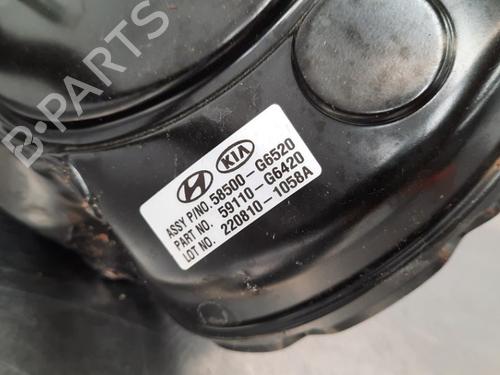 B-PARTS
KIA
ASSY P/NO. 58500-G6520
PART NO. 59110-G6420
LOT NO. 220810-1058A